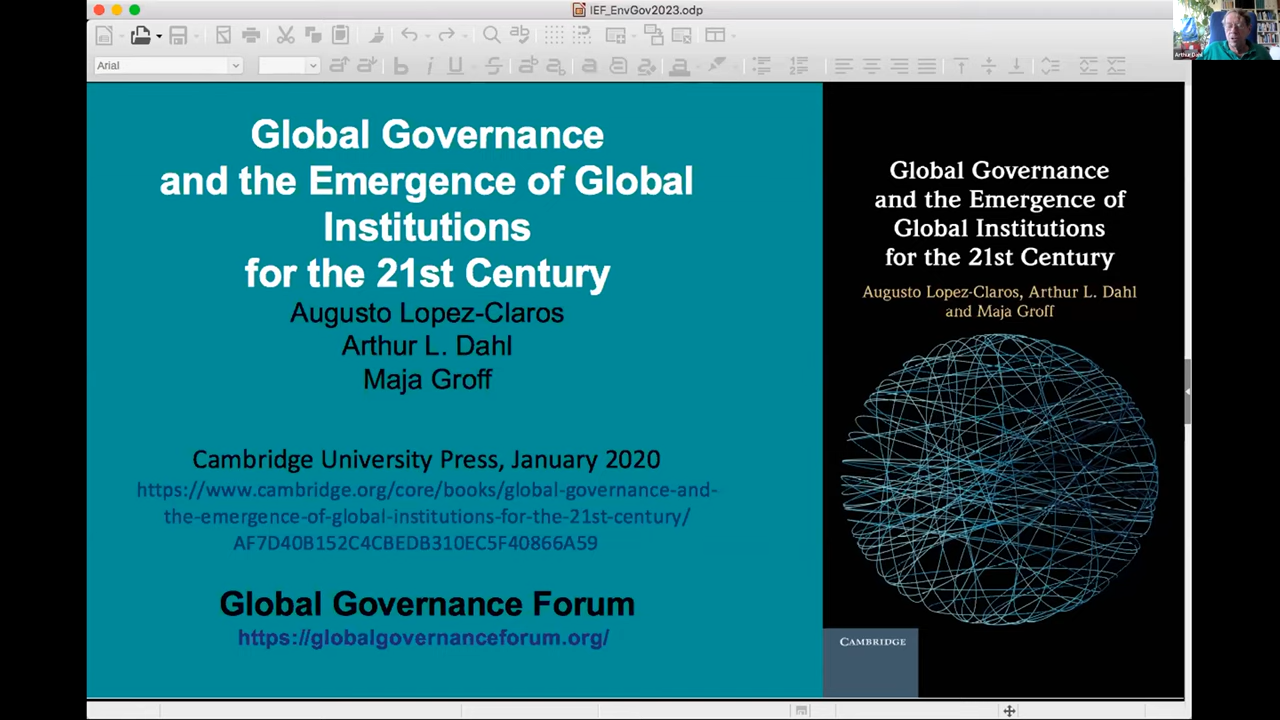 IEF_EnvGov2023.odp
Arial
Global Governance
and the Emergence of Global
Institutions
for the 21st Century
Augusto Lopez-Claros
Arthur L. Dahl
Maja Groff
Cambridge University Press, January 2020
https://www.cambridge.org/core/books/global-governance-and-
the-emergence-of-global-institutions-for-the-21st-century/
AF7D40B152C4CBEDB310EC5F40866A59
Global Governance Forum
https://globalgovernanceforum.org/
Global Governance
and the Emergence of
Global Institutions
for the 21st Century
Augusto Lopez-Claros, Arthur L. Dahl
and Maja Groff
CAMBRIDGE